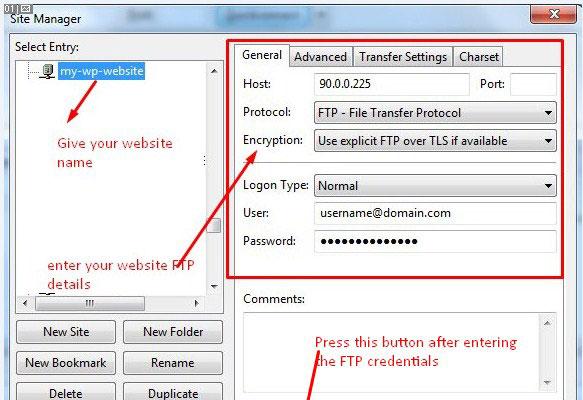 Site Manager
Select Entry:
my-wp-website
Give your website
name
enter your website FTP
details
New Site
New Folder
New Bookmark
Rename
Delete
Duplicate
General
Advanced
Transfer Settings
Charset
Host:
90.0.0.225
Port:
Protocol:
FTP - File Transfer Protocol
Encryption:
Use explicit FTP over TLS if available
Logon Type:
Normal
User:
username@domain.com
Password:
●●●●●●●●●●●●●●
Comments:
Press this button after entering
the FTP credentials